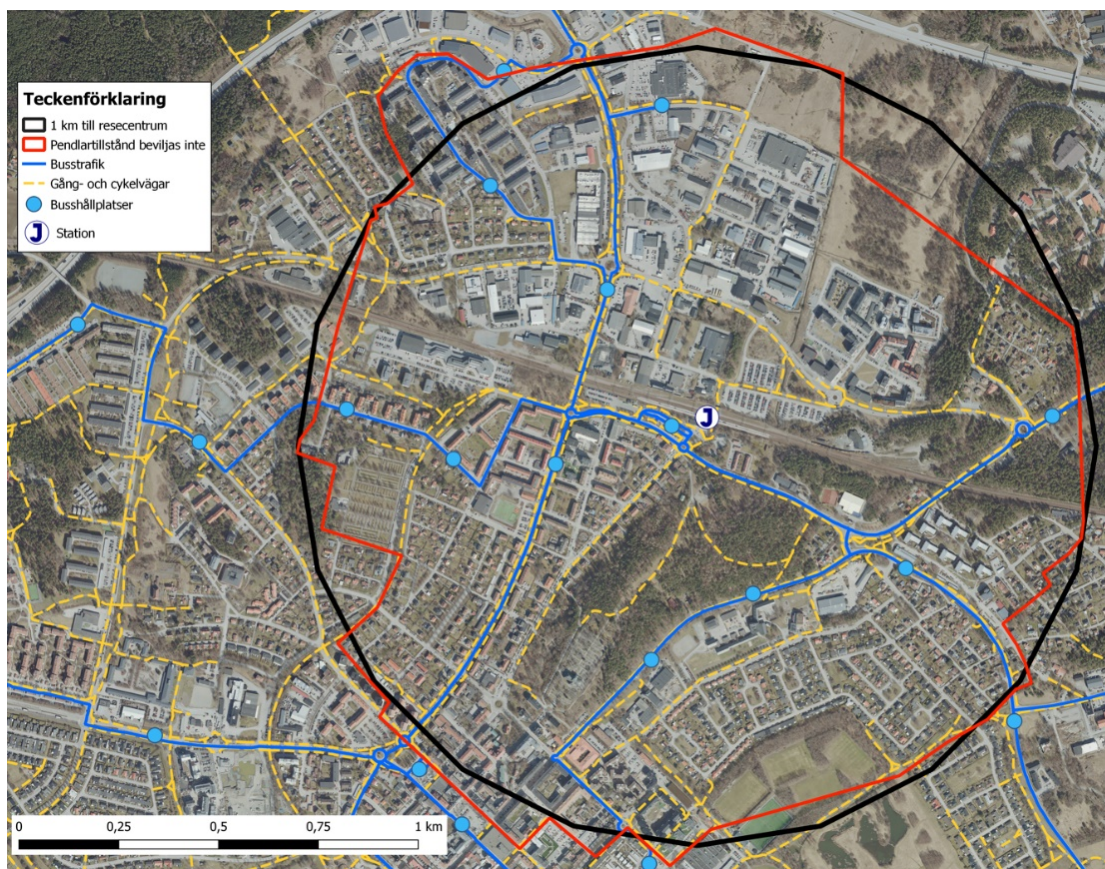 Teckenförklaring
1 km till resecentrum
Pendlartillstånd beviljas inte
Busstrafik
Gång- och cykelvägar
Busshållplatser
J Station
J
0 0,25 0,5 0,75 1 km